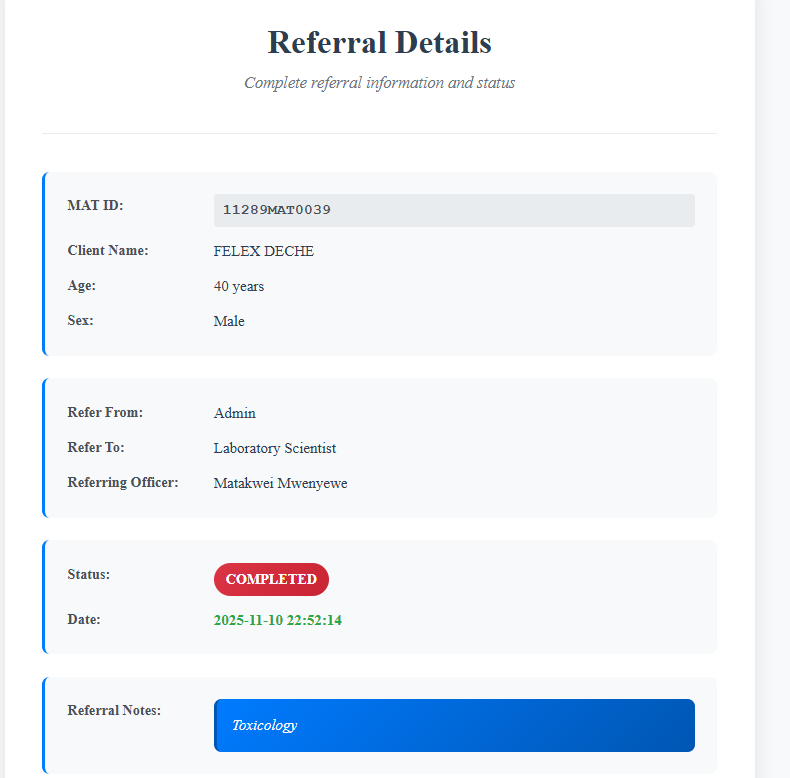 Referral Details
Complete referral information and status
MAT ID: 11289MAT0039
Client Name: FELEX DECHE
Age: 40 years
Sex: Male
Refer From: Admin
Refer To: Laboratory Scientist
Referring Officer: Matakwei Mwenyewe
Status: COMPLETED
Date: 2025-11-10 22:52:14
Referral Notes: Toxicology